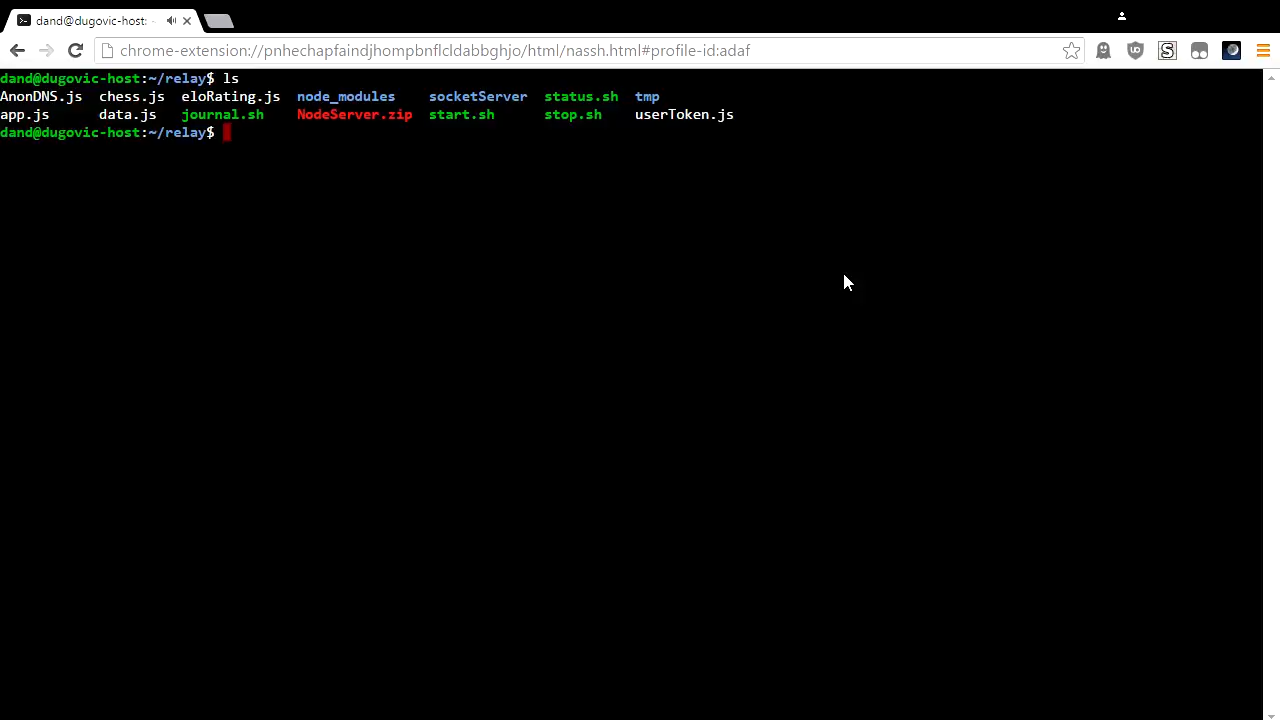 dand@dugovic-host:
chrome-extension://pnhechapfaindjhompbnflcldabbghjo/html/nassh.html#profile-id:adaf
dand@dugovic-host:~/relay$ ls
AnonDNS.js chess.js eloRating.js node_modules socketServer status.sh tmp
app.js data.js journal.sh NodeServer.zip start.sh stop.sh userToken.js
dand@dugovic-host:~/relay$